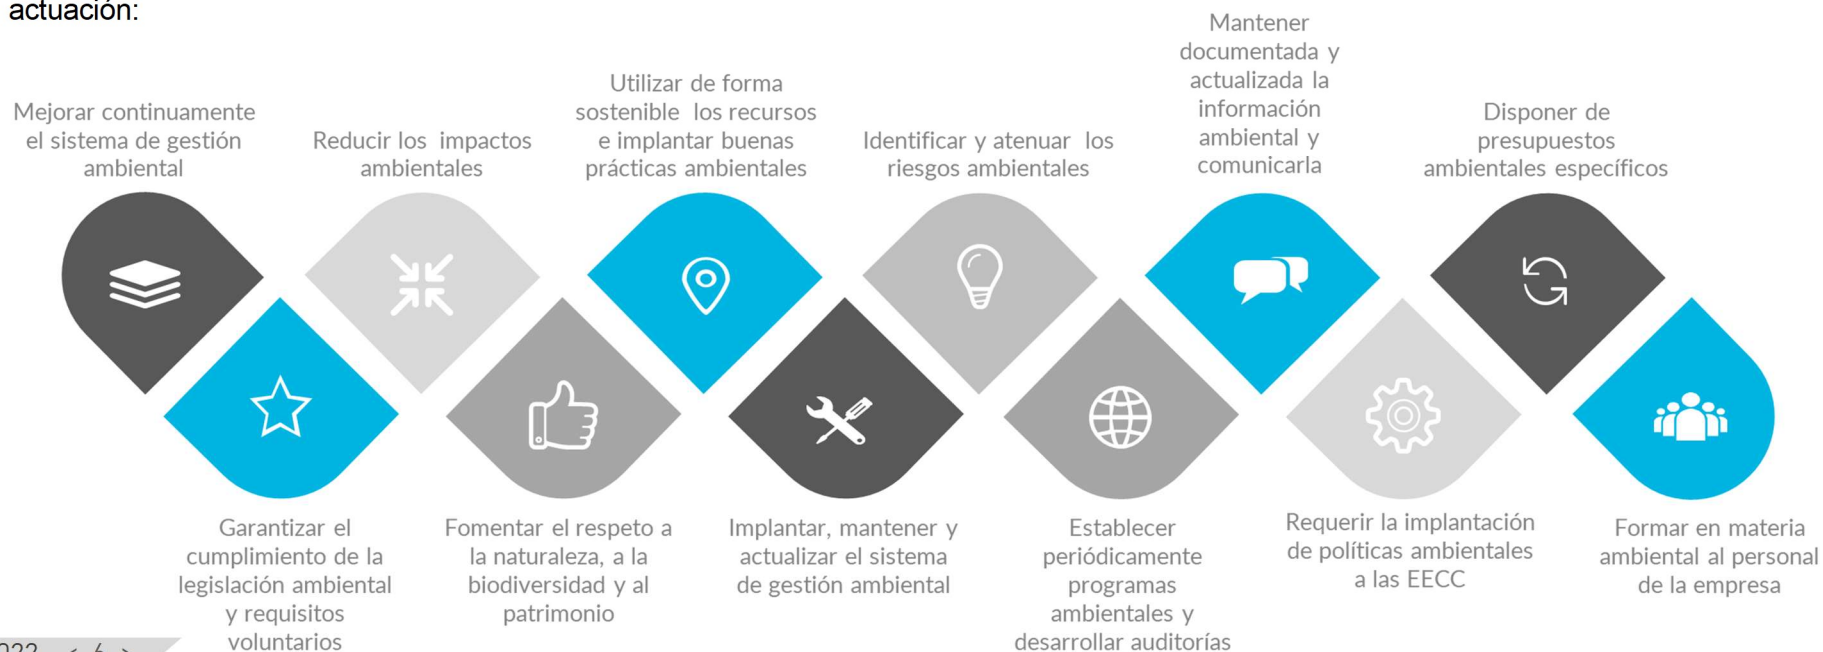 actuación:
Mejorar continuamente
el sistema de gestión
ambiental
Garantizar el
cumplimiento de la
legislación ambiental
y requisitos
voluntarios
Reducir los impactos
ambientales
Fomentar el respeto a
la naturaleza, a la
biodiversidad y al
patrimonio
Utilizar de forma
sostenible los recursos
e implantar buenas
prácticas ambientales
Implantar, mantener y
actualizar el sistema
de gestión ambiental
Identificar y atenuar los
riesgos ambientales
Establecer
periódicamente
programas
ambientales y
desarrollar auditorías
Mantener
documentada y
actualizada la
información
ambiental y
comunicarla
Requerir la implantación
de políticas ambientales
a las EECC
Disponer de
presupuestos
ambientales específicos
Formar en materia
ambiental al personal
de la empresa
< 6 >